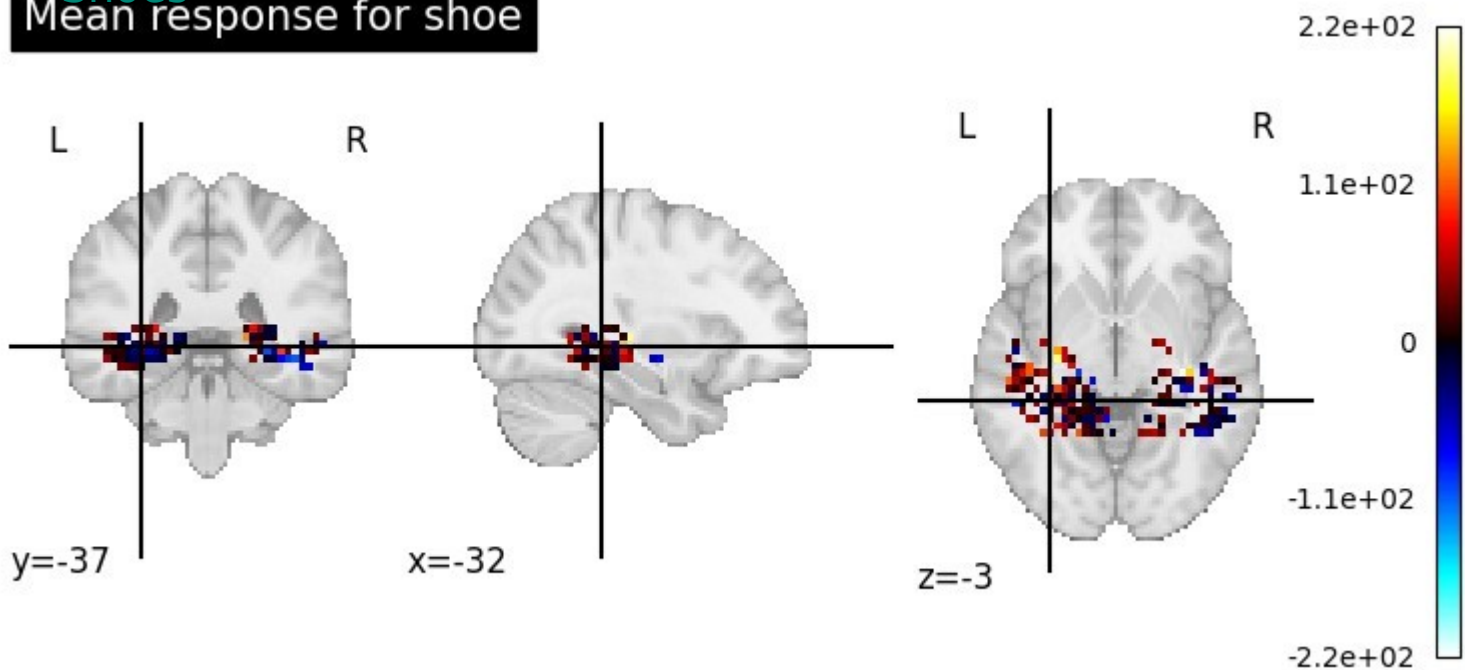 Shoes
Mean response for shoe
2.2e+02
L R
L R
1.1e+02
0
-1.1e+02
y=-37
x=-32
z=-3
-2.2e+02